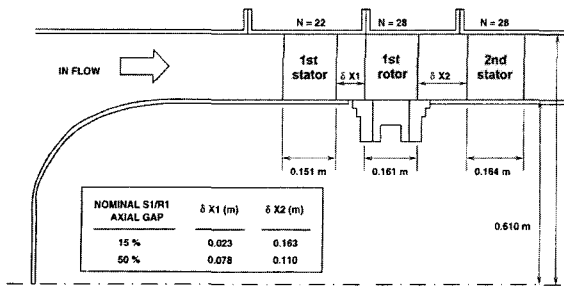 N = 22
N = 28
N = 28
IN FLOW
1st stator
δ X1
1st rotor
δ X2
2nd stator
0.151 m
0.161 m
0.164 m
0.610 m
NOMINAL S1/R1 AXIAL GAP
δ X1 (m)
δ X2 (m)
15 %
0.023
0.163
50 %
0.078
0.110